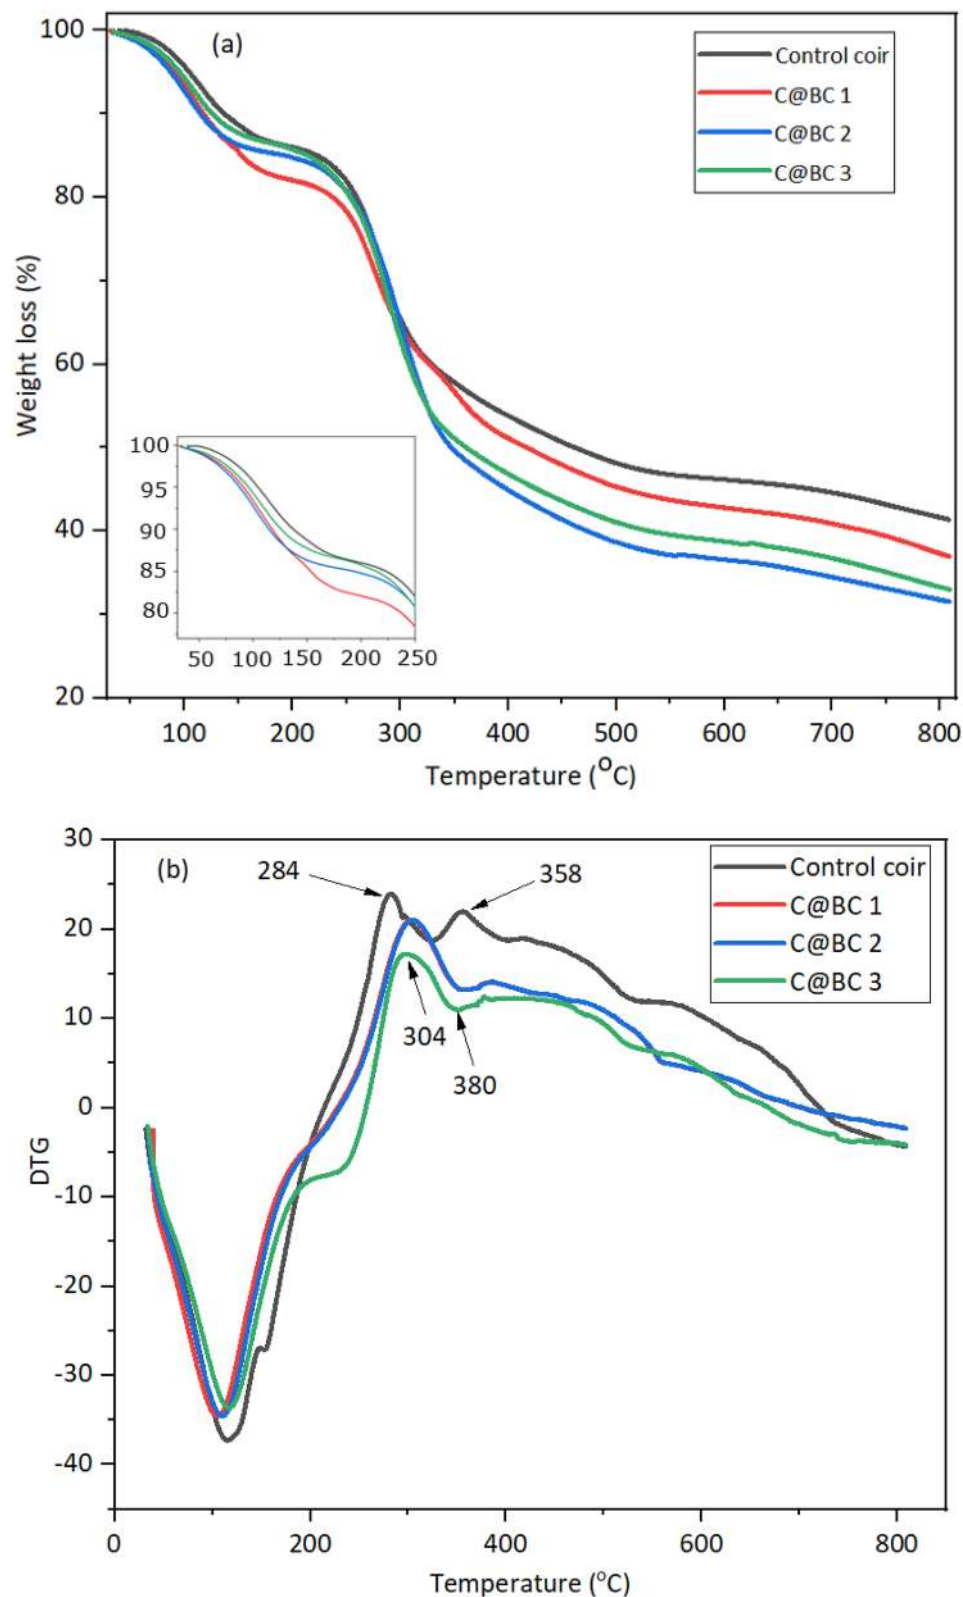 (a)
Control coir
C@BC 1
C@BC 2
C@BC 3
Weight loss (%)
100
80
60
40
20
100
95
90
85
80
50 100 150 200 250
100 200 300 400 500 600 700 800
Temperature (°C)
(b)
Control coir
C@BC 1
C@BC 2
C@BC 3
284
358
304
380
DTG
30
20
10
0
-10
-20
-30
-40
0 200 400 600 800
Temperature (°C)